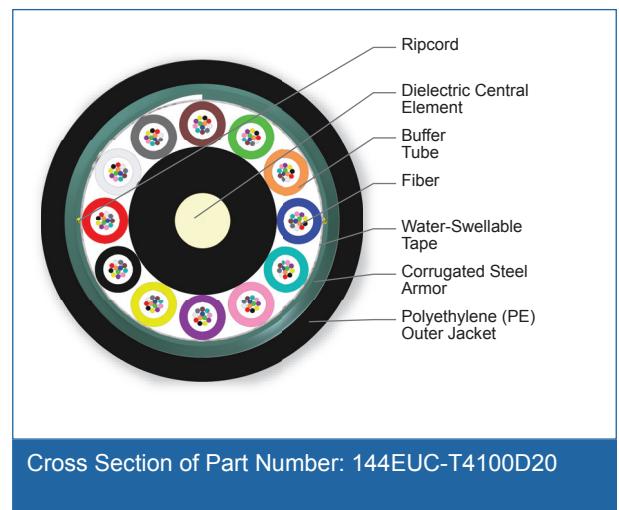 Ripcord
Dielectric Central
Element
Buffer
Tube
Fiber
Water-Swellable
Tape
Corrugated Steel
Armor
Polyethylene (PE)
Outer Jacket
Cross Section of Part Number: 144EUC-T4100D20